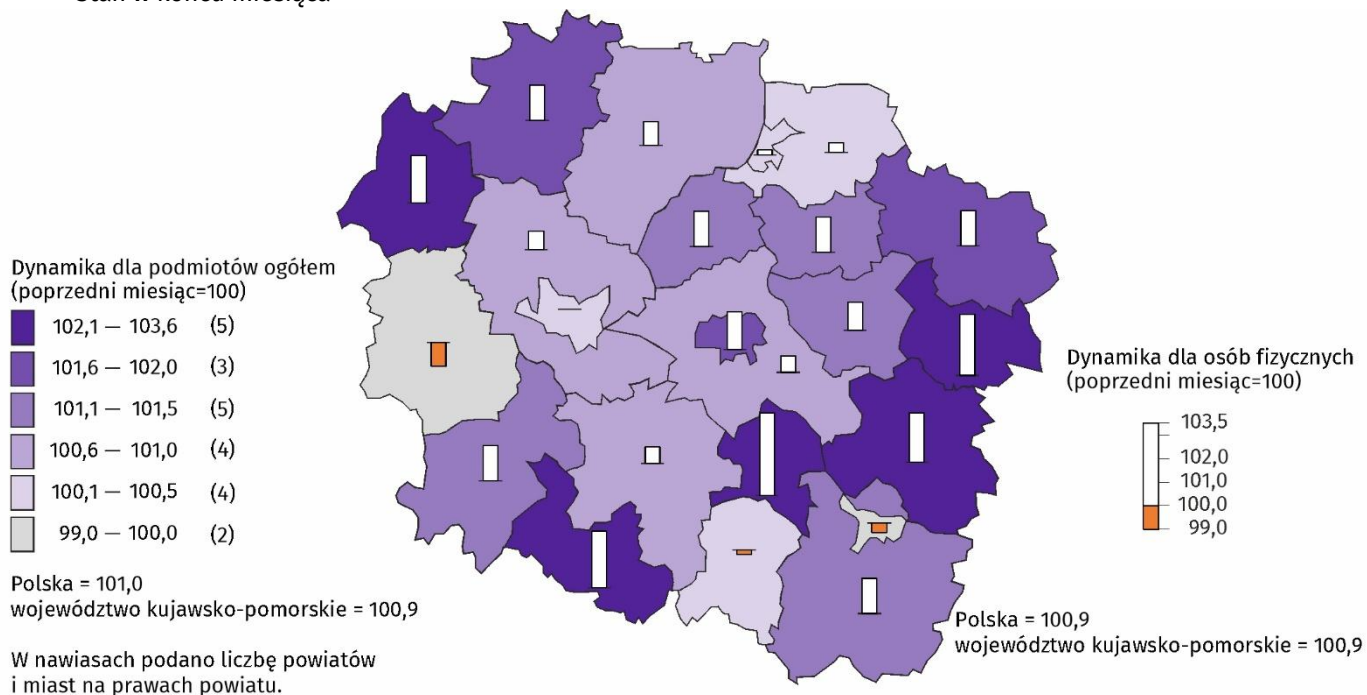 Stan w końcu miesiąca
Dynamika dla podmiotów ogółem
(poprzedni miesiąc=100)
102,1 — 103,6 (5)
101,6 — 102,0 (3)
101,1 — 101,5 (5)
100,6 — 101,0 (4)
100,1 — 100,5 (4)
99,0 — 100,0 (2)
Polska = 101,0
województwo kujawsko-pomorskie = 100,9
W nawiasach podano liczbę powiatów
i miast na prawach powiatu.
Dynamika dla osób fizycznych
(poprzedni miesiąc=100)
103,5
102,0
101,0
100,0
99,0
Polska = 100,9
województwo kujawsko-pomorskie = 100,9